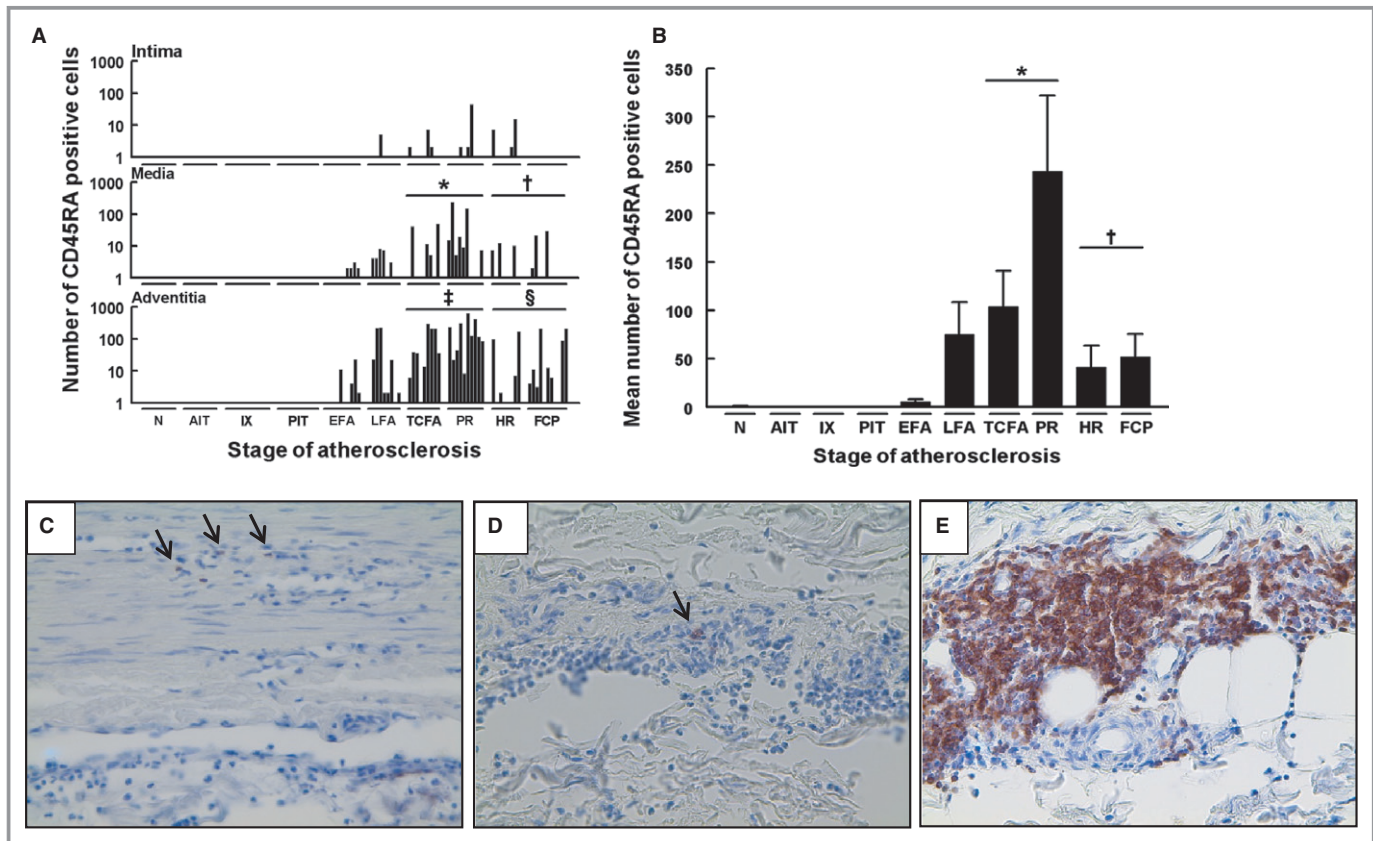 A
Number of CD45RA positive cells
Intima
1000
100
10
1
Media
1000
100
10
1
*
†
Adventitia
1000
100
10
1
‡
§
N AIT IX PIT EFA LFA TCFA PR HR FCP
Stage of atherosclerosis
B
Mean number of CD45RA positive cells
350
300
250
200
150
100
50
0
*
†
N AIT IX PIT EFA LFA TCFA PR HR FCP
Stage of atherosclerosis
C
D
E